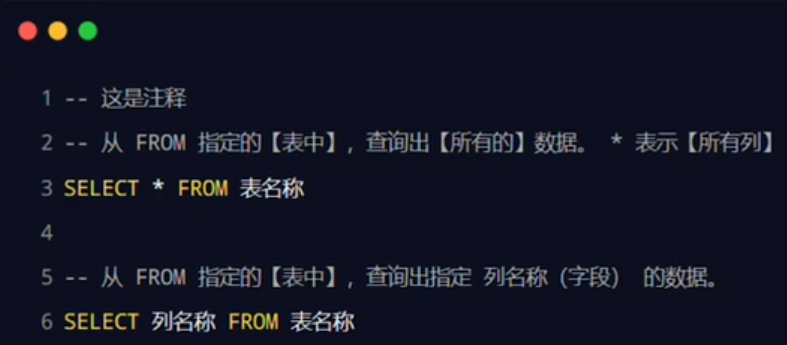 1 -- 这是注释
2 -- 从 FROM 指定的【表中】，查询出【所有的】数据。 * 表示【所有列】
3 SELECT * FROM 表名称
4
5 -- 从 FROM 指定的【表中】，查询出指定 列名称（字段） 的数据。
6 SELECT 列名称 FROM 表名称